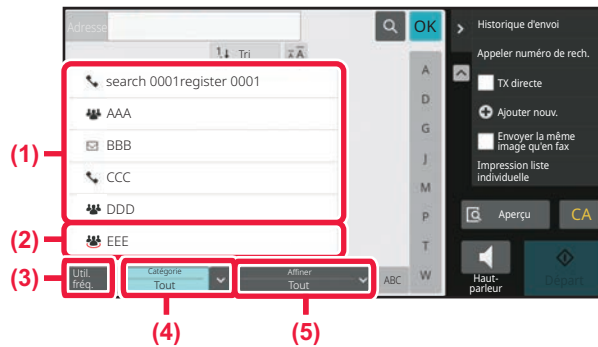 Adresse
OK
Tri
search 0001register 0001
AAA
BBB
CCC
DDD
EEE
(1)
(2)
(3)
Util.
fréq.
Catégorie
Tout
Affiner
Tout
ABC
(4)
(5)
A
D
G
J
M
P
T
W
Historique d'envoi
Appeler numéro de rech.
TX directe
Ajouter nouv.
Envoyer la même
image qu'en fax
Impression liste
individuelle
Aperçu
CA
Haut-
parleur
Départ